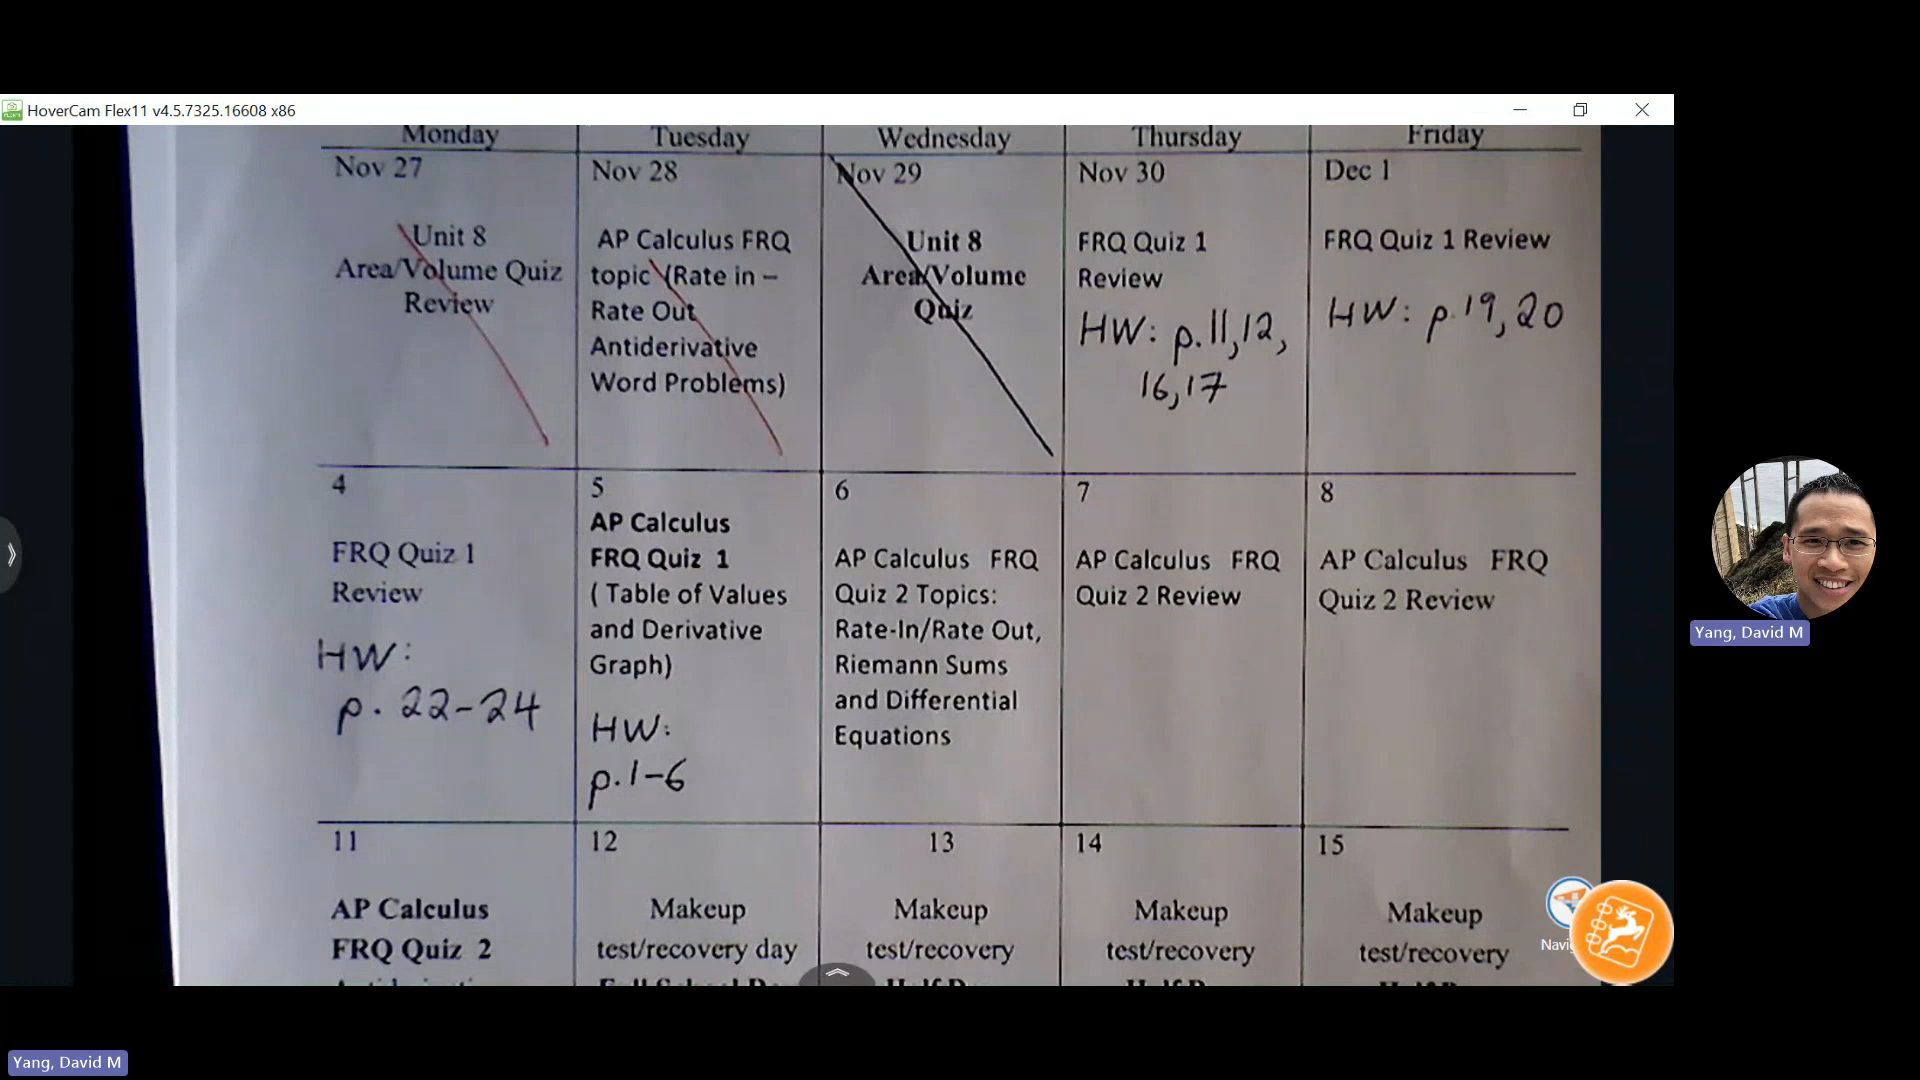 HoverCam Flex11 v4.5.7325.16608 x86
Monday
Tuesday
Wednesday
Thursday
Friday
Nov 27
Unit 8
Area/Volume Quiz
Review
Nov 28
AP Calculus FRQ
topic (Rate in –
Rate Out
Antiderivative
Word Problems)
Nov 29
Unit 8
Area/Volume
Quiz
Nov 30
FRQ Quiz 1
Review
HW: p.11,12,
16,17
Dec 1
FRQ Quiz 1 Review
HW: p.19,20
4
FRQ Quiz 1
Review
HW:
p. 22-24
5
AP Calculus
FRQ Quiz 1
( Table of Values
and Derivative
Graph)
HW:
p.1-6
6
AP Calculus FRQ
Quiz 2 Topics:
Rate-In/Rate Out,
Riemann Sums
and Differential
Equations
7
AP Calculus FRQ
Quiz 2 Review
8
AP Calculus FRQ
Quiz 2 Review
11
AP Calculus
FRQ Quiz 2
12
Makeup
test/recovery day
13
Makeup
test/recovery
14
Makeup
test/recovery
15
Makeup
test/recovery
Yang, David M
Yang, David M